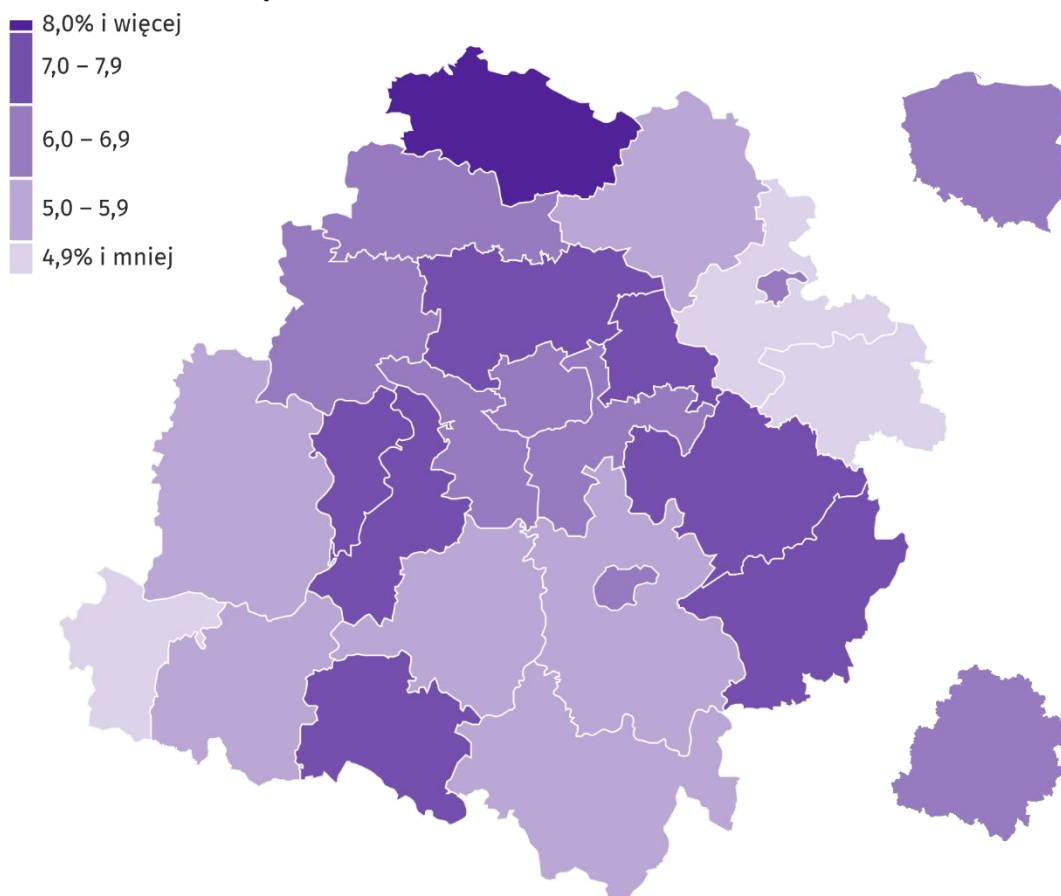 8,0% i więcej
7,0 – 7,9
6,0 – 6,9
5,0 – 5,9
4,9% i mniej